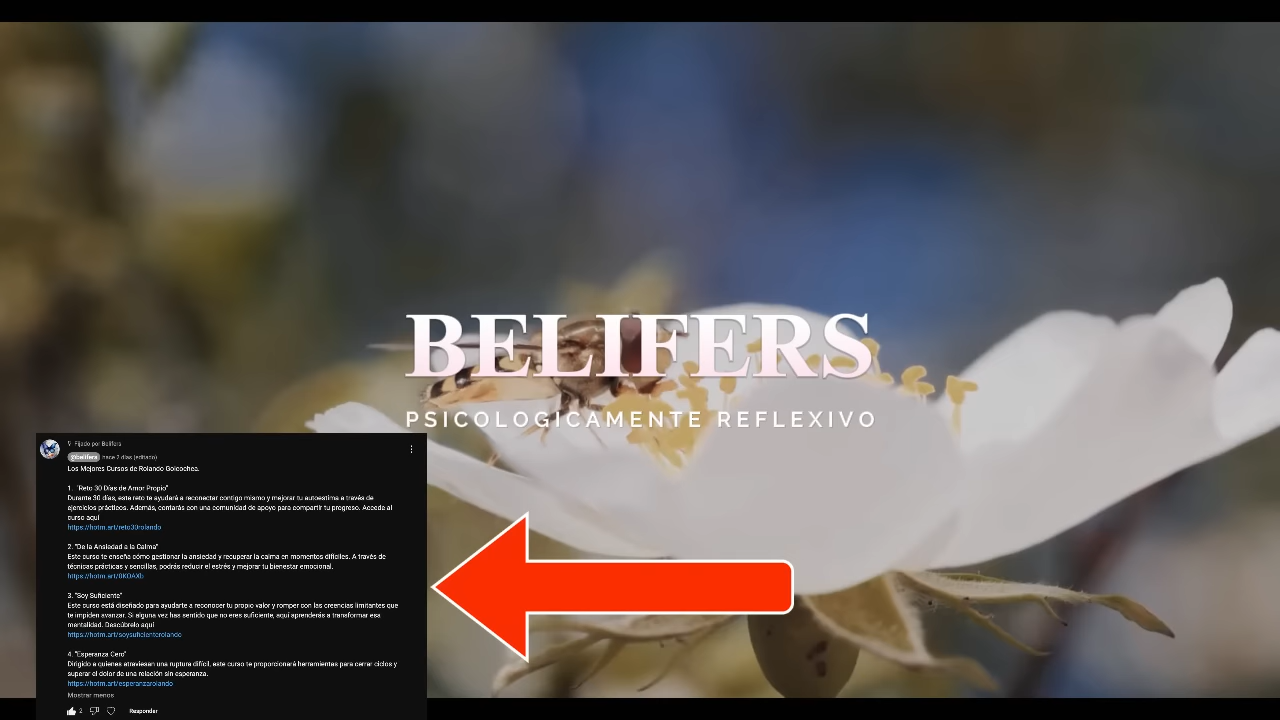 BELIFERS
PSICOLOGICAMENTE REFLEXIVO
Fijado por Belifers
@belifers hace 2 días (editado)
Los Mejores Cursos de Rolando Goicochea.
1. "Reto 30 Días de Amor Propio"
Durante 30 días, este reto te ayudará a reconectar contigo mismo y mejorar tu autoestima a través de
ejercicios prácticos. Además, contarás con una comunidad de apoyo para compartir tu progreso. Accede al
curso aquí
https://hotm.art/reto30rolando
2. "De la Ansiedad a la Calma"
Este curso te enseña cómo gestionar la ansiedad y recuperar la calma en momentos difíciles. A través de
técnicas prácticas y sencillas, podrás reducir el estrés y mejorar tu bienestar emocional.
https://hotm.art/0KOAXb
3. "Soy Suficiente"
Este curso está diseñado para ayudarte a reconocer tu propio valor y romper con las creencias limitantes que
te impiden avanzar. Si alguna vez has sentido que no eres suficiente, aquí aprenderás a transformar esa
mentalidad. Descúbrelo aquí
https://hotm.art/soysuficienterolando
4. "Esperanza Cero"
Dirigido a quienes atraviesan una ruptura difícil, este curso te proporcionará herramientas para cerrar ciclos y
superar el dolor de una relación sin esperanza.
https://hotm.art/esperanzarolando
Mostrar menos
2 Responder